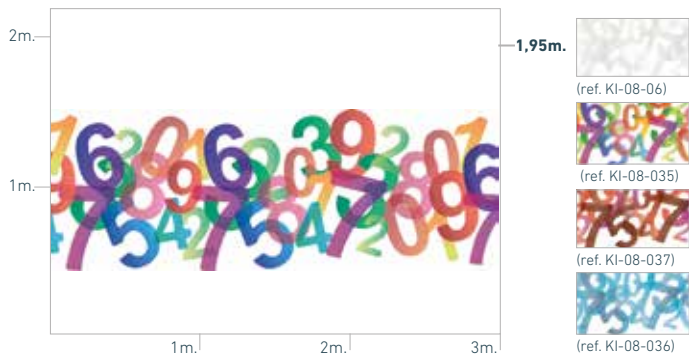 2m.
1,95m.
1m.
1m.
2m.
3m.
(ref. KI-08-06)
(ref. KI-08-035)
(ref. KI-08-037)
(ref. KI-08-036)